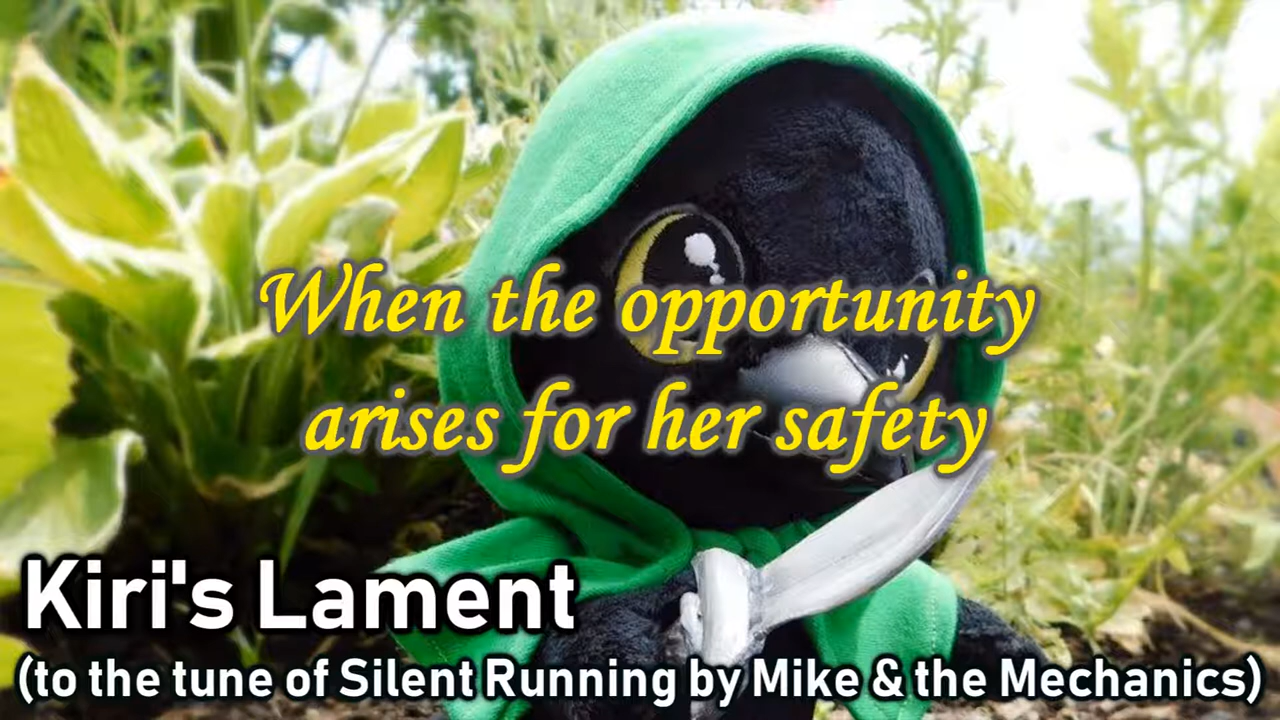 When the opportunity
arises for her safety
Kiri's Lament
(to the tune of Silent Running by Mike & the Mechanics)